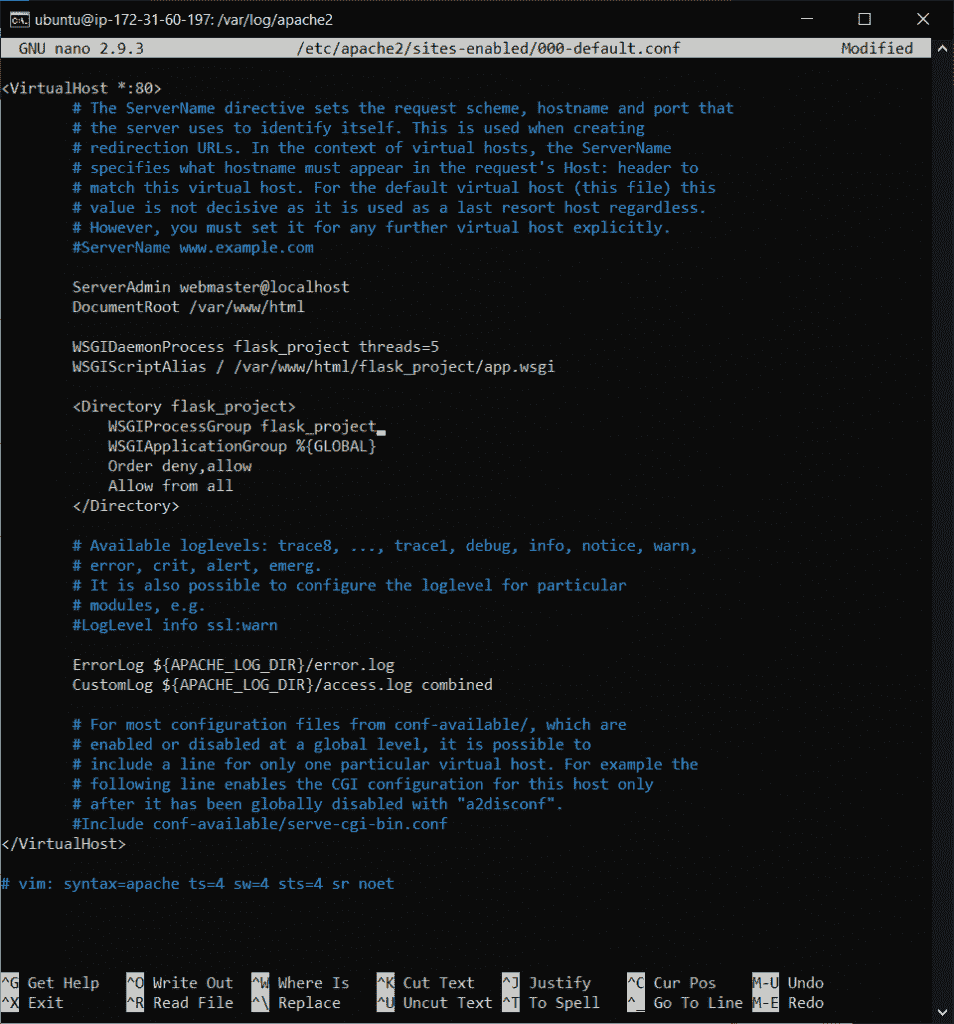 ubuntu@ip-172-31-60-197: /var/log/apache2
GNU nano 2.9.3 /etc/apache2/sites-enabled/000-default.conf Modified
<VirtualHost *:80>
# The ServerName directive sets the request scheme, hostname and port that
# the server uses to identify itself. This is used when creating
# redirection URLs. In the context of virtual hosts, the ServerName
# specifies what hostname must appear in the request's Host: header to
# match this virtual host. For the default virtual host (this file) this
# value is not decisive as it is used as a last resort host regardless.
# However, you must set it for any further virtual host explicitly.
#ServerName www.example.com
ServerAdmin webmaster@localhost
DocumentRoot /var/www/html
WSGIDaemonProcess flask_project threads=5
WSGIScriptAlias / /var/www/html/flask_project/app.wsgi
<Directory flask_project>
WSGIProcessGroup flask_project
WSGIApplicationGroup %{GLOBAL}
Order deny,allow
Allow from all
</Directory>
# Available loglevels: trace8, ..., trace1, debug, info, notice, warn,
# error, crit, alert, emerg.
# It is also possible to configure the loglevel for particular
# modules, e.g.
#LogLevel info ssl:warn
ErrorLog ${APACHE_LOG_DIR}/error.log
CustomLog ${APACHE_LOG_DIR}/access.log combined
# For most configuration files from conf-available/, which are
# enabled or disabled at a global level, it is possible to
# include a line for only one particular virtual host. For example the
# following line enables the CGI configuration for this host only
# after it has been globally disabled with "a2disconf".
#Include conf-available/serve-cgi-bin.conf
</VirtualHost>
# vim: syntax=apache ts=4 sw=4 sts=4 sr noet
^G Get Help ^O Write Out ^W Where Is ^K Cut Text ^J Justify ^C Cur Pos M-U Undo
^X Exit ^R Read File ^\ Replace ^U Uncut Text ^T To Spell ^_ Go To Line M-E Redo